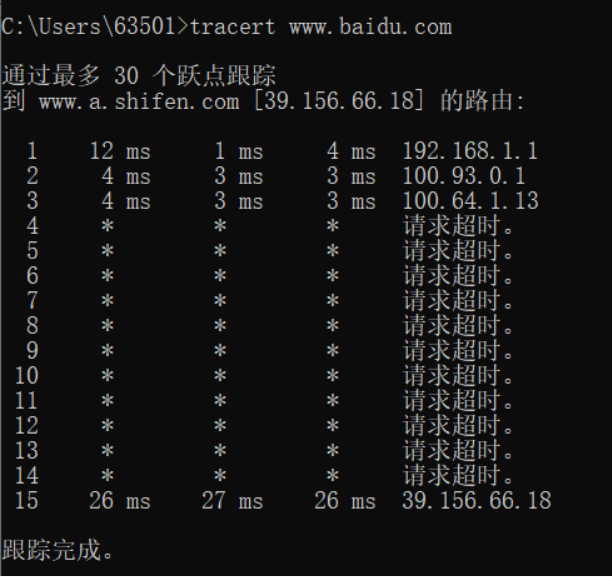 C:\Users\63501>tracert www.baidu.com
通过最多 30 个跃点跟踪
到 www.a.shifen.com [39.156.66.18] 的路由:
1 12 ms 1 ms 4 ms 192.168.1.1
2 4 ms 3 ms 3 ms 100.93.0.1
3 4 ms 3 ms 3 ms 100.64.1.13
4 * * * 请求超时。
5 * * * 请求超时。
6 * * * 请求超时。
7 * * * 请求超时。
8 * * * 请求超时。
9 * * * 请求超时。
10 * * * 请求超时。
11 * * * 请求超时。
12 * * * 请求超时。
13 * * * 请求超时。
14 * * * 请求超时。
15 26 ms 27 ms 26 ms 39.156.66.18
跟踪完成。